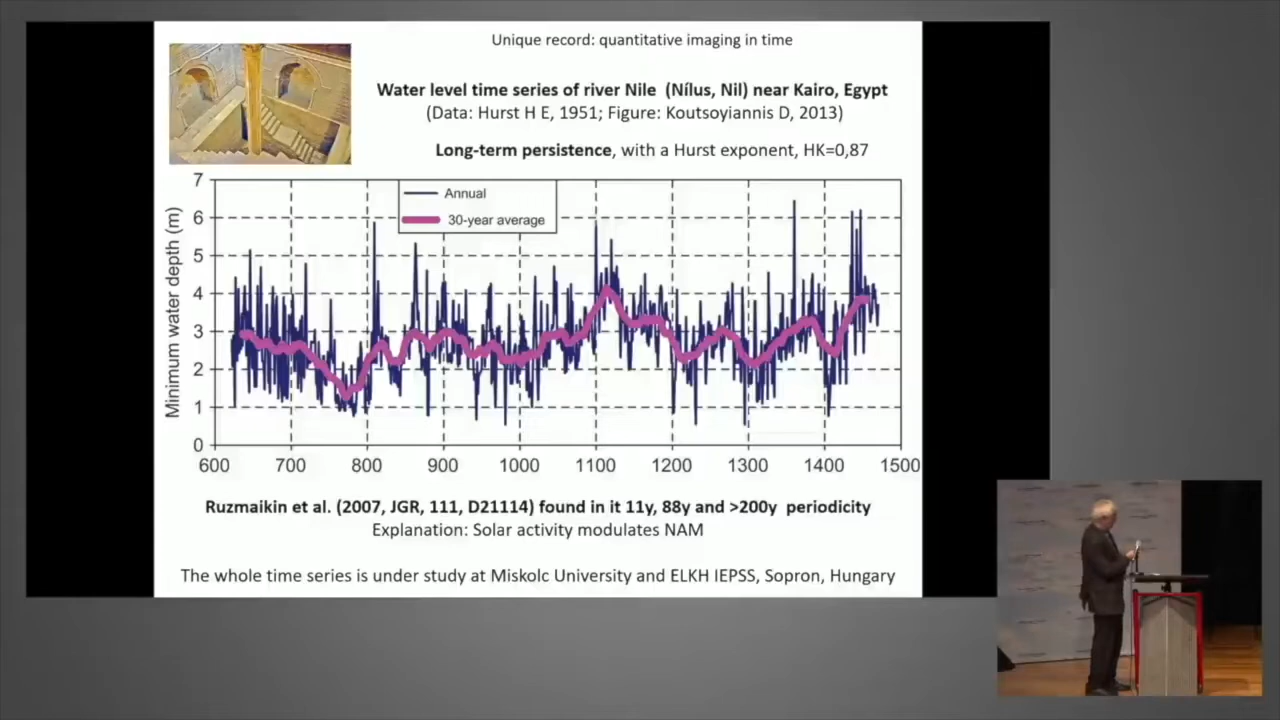 Unique record: quantitative imaging in time
Water level time series of river Nile (Nílus, Nil) near Kairo, Egypt
(Data: Hurst H E, 1951; Figure: Koutsoyiannis D, 2013)
Long-term persistence, with a Hurst exponent, HK=0,87
Minimum water depth (m)
7
6
5
4
3
2
1
0
Annual
30-year average
600 700 800 900 1000 1100 1200 1300 1400 1500
Ruzmaikin et al. (2007, JGR, 111, D21114) found in it 11y, 88y and >200y periodicity
Explanation: Solar activity modulates NAM
The whole time series is under study at Miskolc University and ELKH IEPSS, Sopron, Hungary